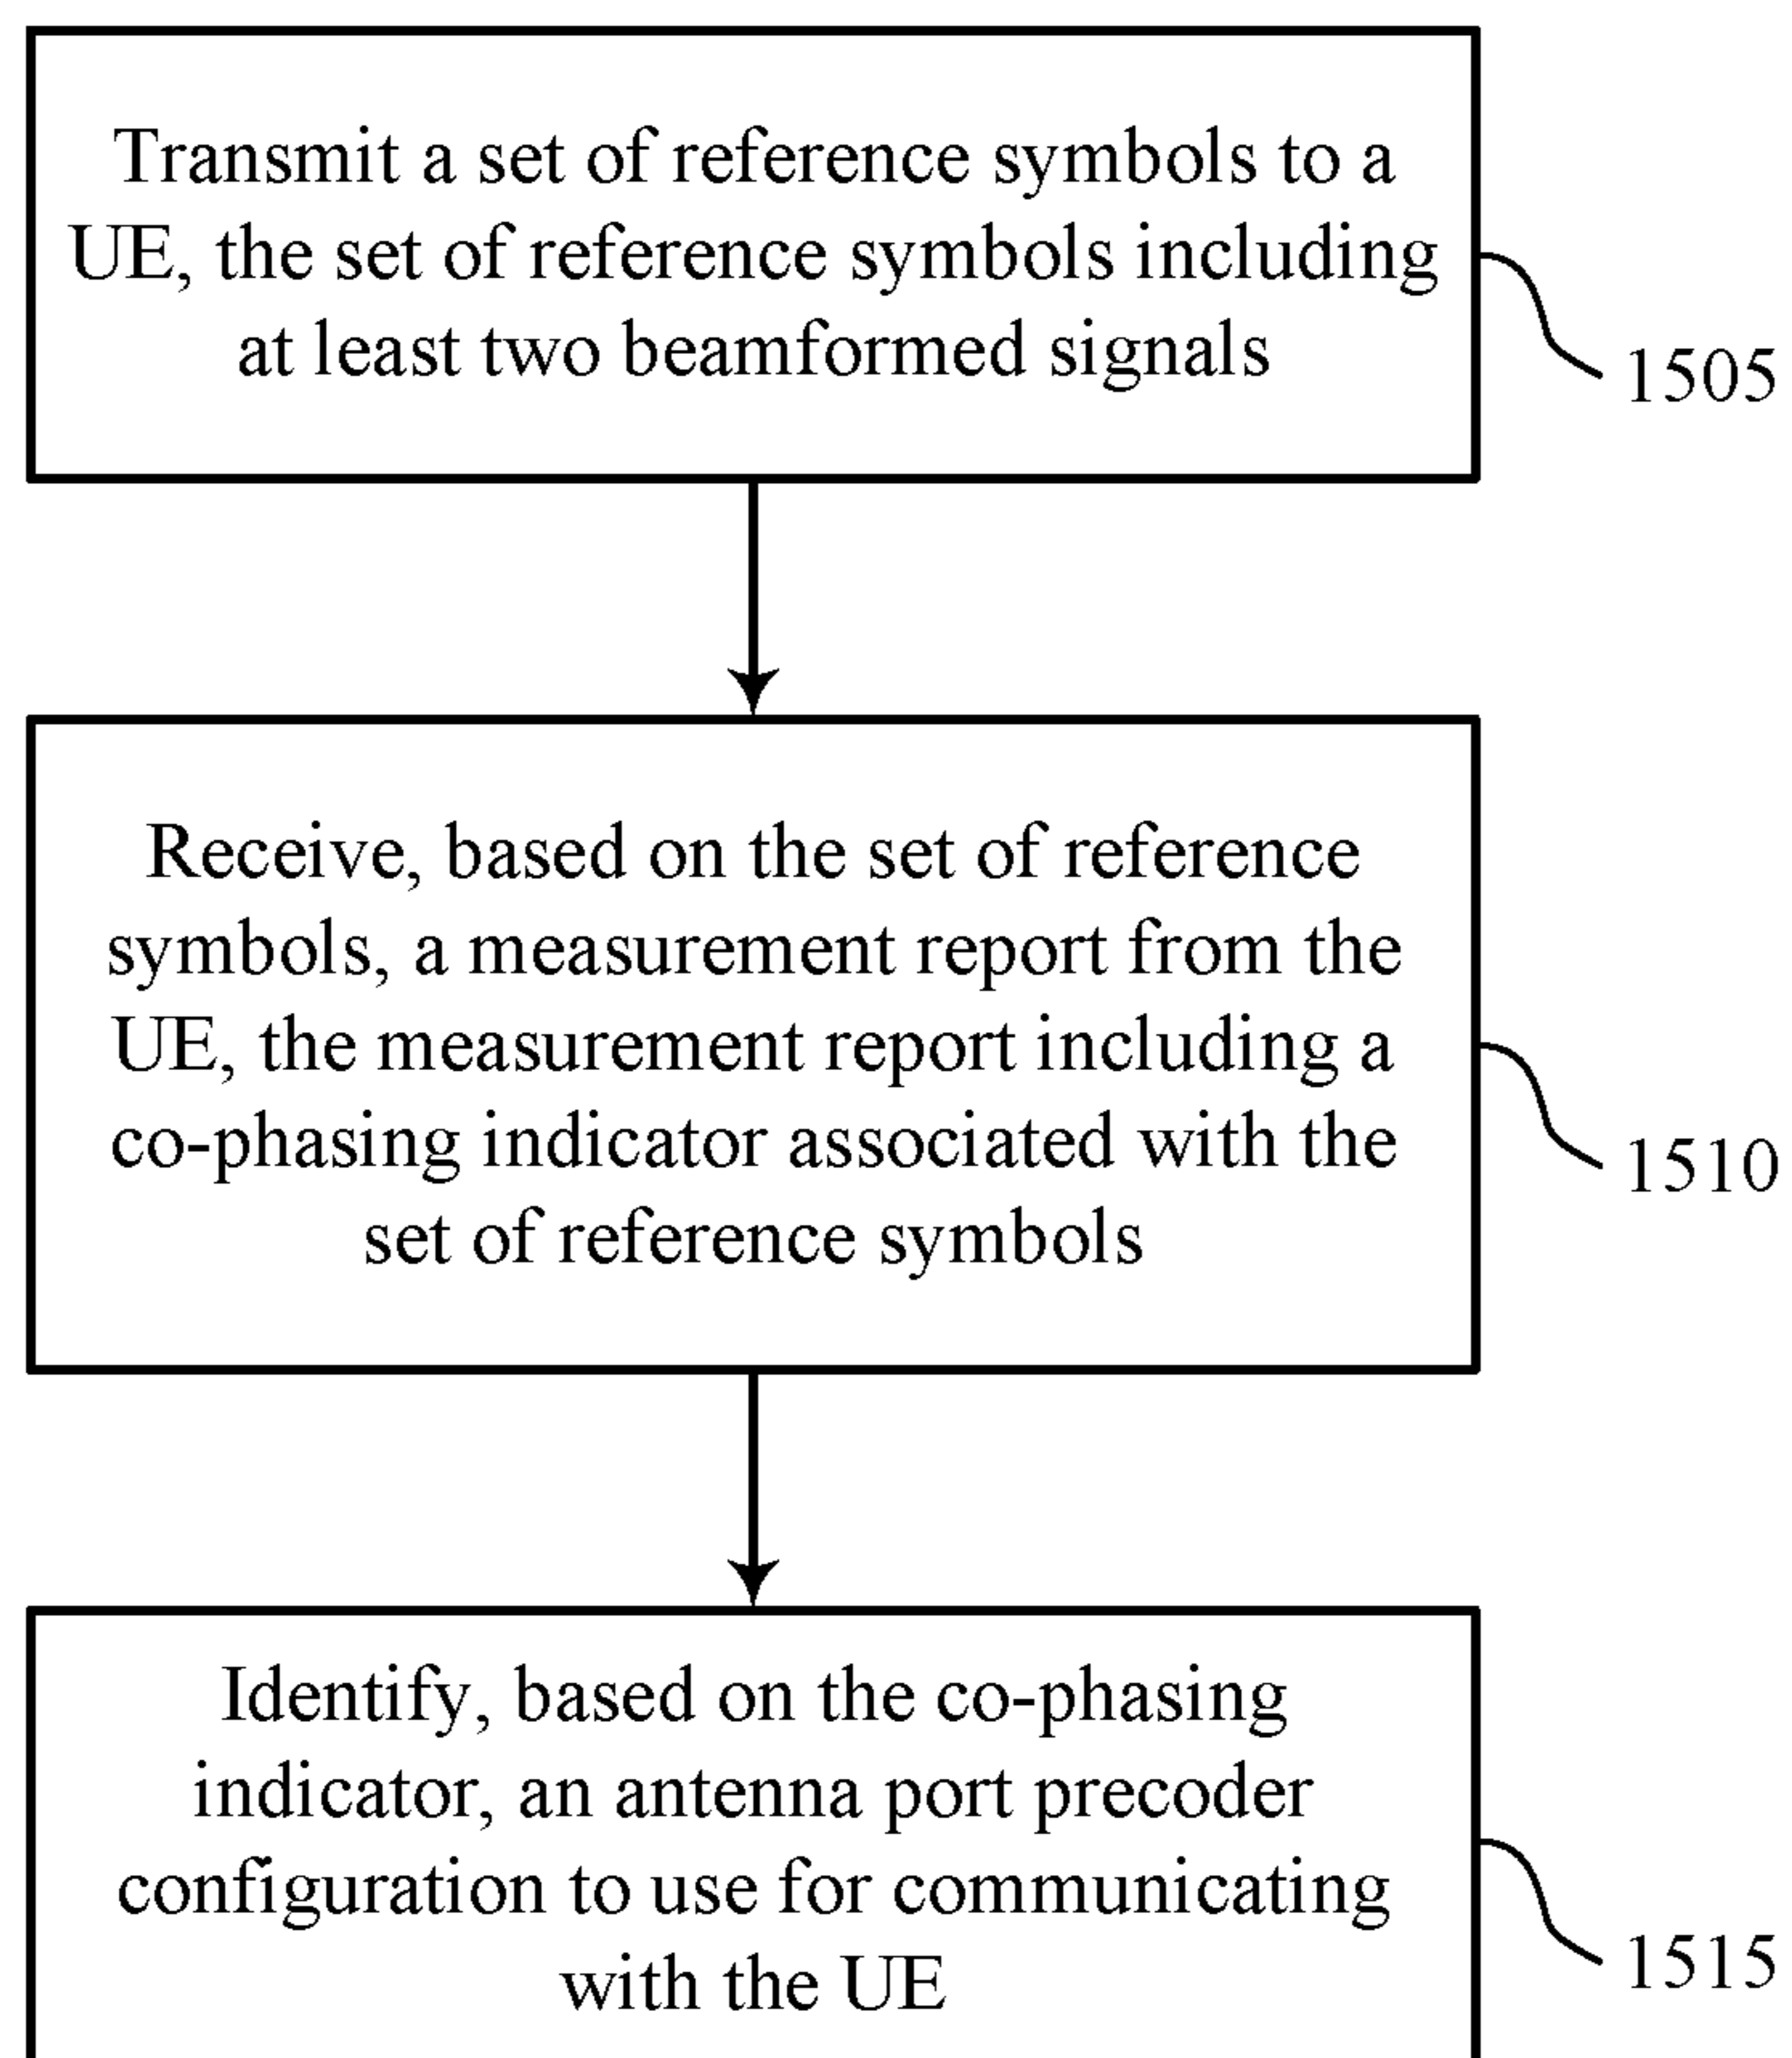 Transmit a set of reference symbols to a
UE, the set of reference symbols including
at least two beamformed signals
1505
Receive, based on the set of reference
symbols, a measurement report from the
UE, the measurement report including a
co-phasing indicator associated with the
set of reference symbols
1510
Identify, based on the co-phasing
indicator, an antenna port precoder
configuration to use for communicating
with the UE
1515